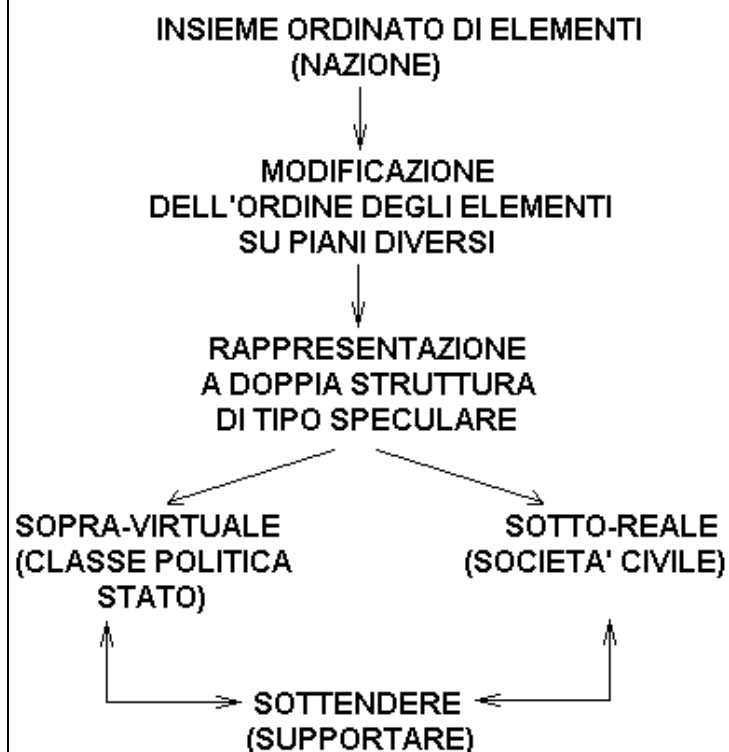 INSIEME ORDINATO DI ELEMENTI
(NAZIONE)
MODIFICAZIONE
DELL'ORDINE DEGLI ELEMENTI
SU PIANI DIVERSI
RAPPRESENTAZIONE
A DOPPIA STRUTTURA
DI TIPO SPECULARE
SOPRA-VIRTUALE
(CLASSE POLITICA
STATO)
SOTTO-REALE
(SOCIETA' CIVILE)
SOTTENDERE
(SUPPORTARE)